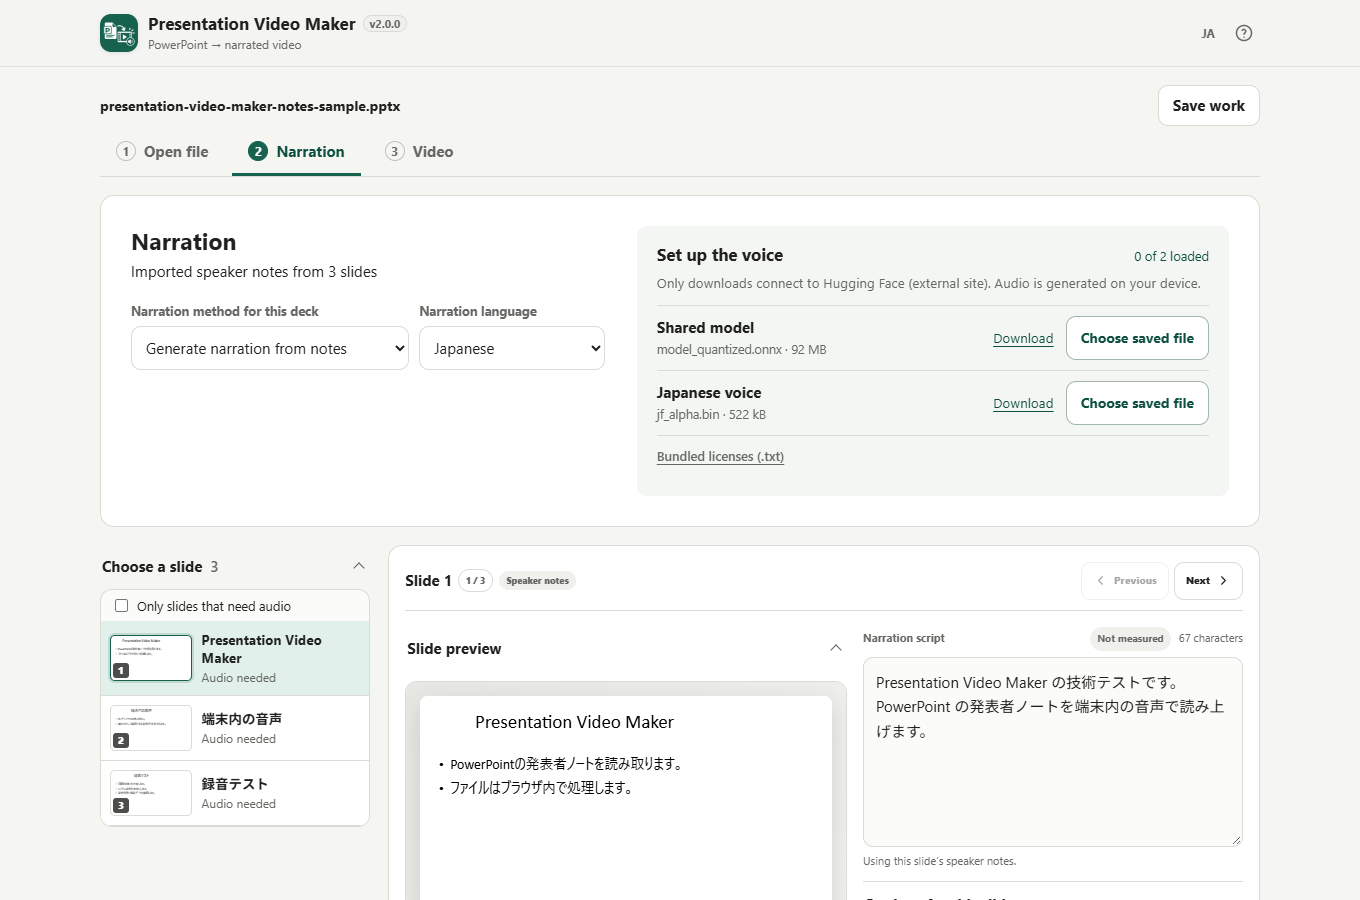 Presentation Video Maker v2.0.0
PowerPoint → narrated video
JA
presentation-video-maker-notes-sample.pptx
Save work
1 Open file
2 Narration
3 Video
Narration
Imported speaker notes from 3 slides
Narration method for this deck
Generate narration from notes
Narration language
Japanese
Set up the voice
0 of 2 loaded
Only downloads connect to Hugging Face (external site). Audio is generated on your device.
Shared model
model_quantized.onnx · 92 MB
Download
Choose saved file
Japanese voice
jf_alpha.bin · 522 kB
Download
Choose saved file
Bundled licenses (.txt)
Choose a slide 3
Only slides that need audio
1
Presentation Video
Maker
Audio needed
2
端末内の音声
Audio needed
3
録音テスト
Audio needed
Slide 1 1 / 3 Speaker notes
Previous
Next
Slide preview
Presentation Video Maker
• PowerPointの発表者ノートを読み取ります。
• ファイルはブラウザ内で処理します。
Narration script
Not measured
67 characters
Presentation Video Maker の技術テストです。
PowerPoint の発表者ノートを端末内の音声で読み上
げます。
Using this slide's speaker notes.